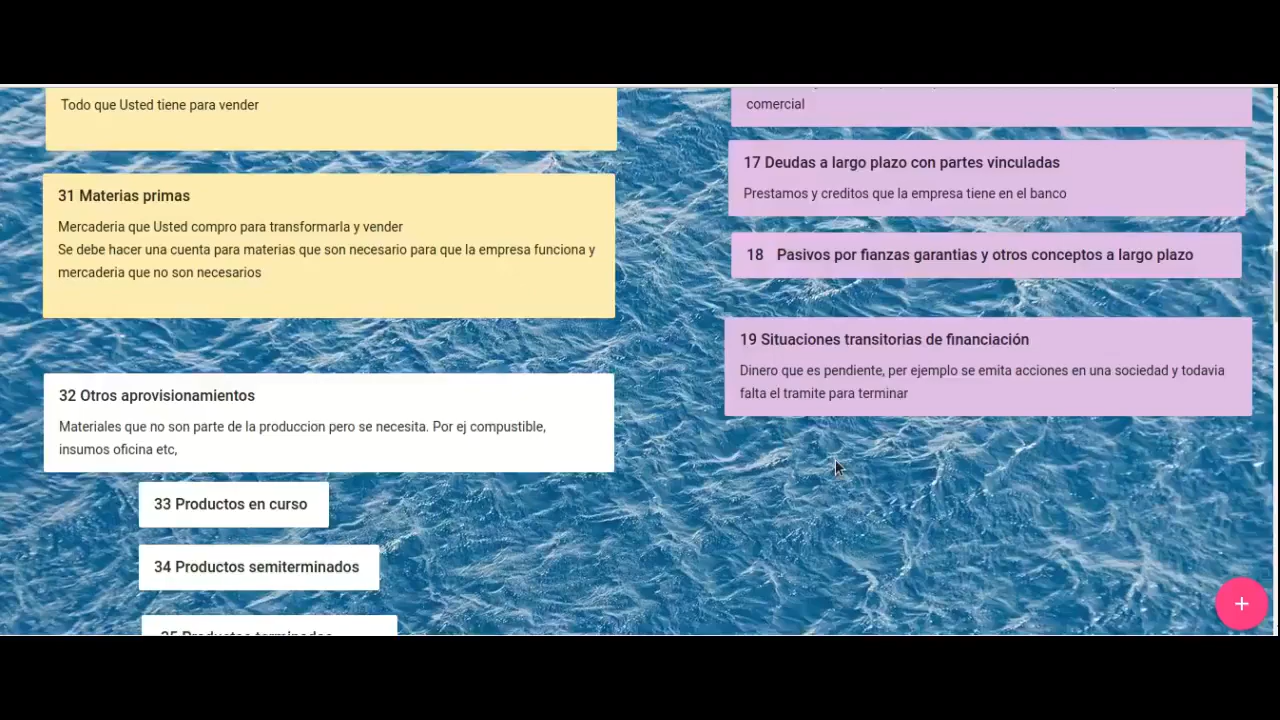 Todo que Usted tiene para vender
31 Materias primas
Mercaderia que Usted compro para transformarla y vender
Se debe hacer una cuenta para materias que son necesario para que la empresa funciona y
mercaderia que no son necesarios
32 Otros aprovisionamientos
Materiales que no son parte de la produccion pero se necesita. Por ej compustible,
insumos oficina etc,
33 Productos en curso
34 Productos semiterminados
35 Productos terminados
comercial
17 Deudas a largo plazo con partes vinculadas
Prestamos y creditos que la empresa tiene en el banco
18 Pasivos por fianzas garantias y otros conceptos a largo plazo
19 Situaciones transitorias de financiación
Dinero que es pendiente, per ejemplo se emita acciones en una sociedad y todavia
falta el tramite para terminar
+